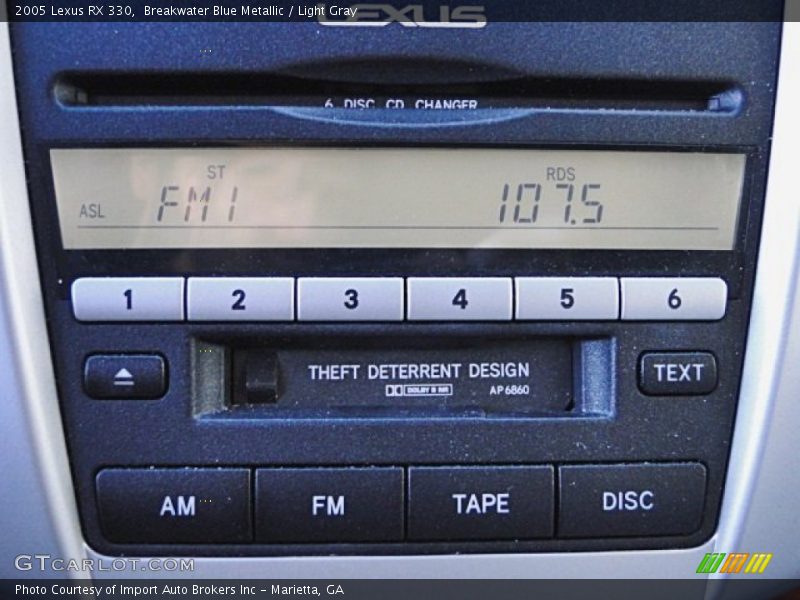 2005 Lexus RX 330,  Breakwater Blue Metallic / Light Gray
LEXUS
6 DISC CD CHANGER
ST
RDS
ASL
FM 1
107.5
1 2 3 4 5 6
THEFT DETERRENT DESIGN
DOLBY B NR
AP6860
TEXT
AM FM TAPE DISC
GTCARLOT.COM
Photo Courtesy of Import Auto Brokers Inc – Marietta, GA